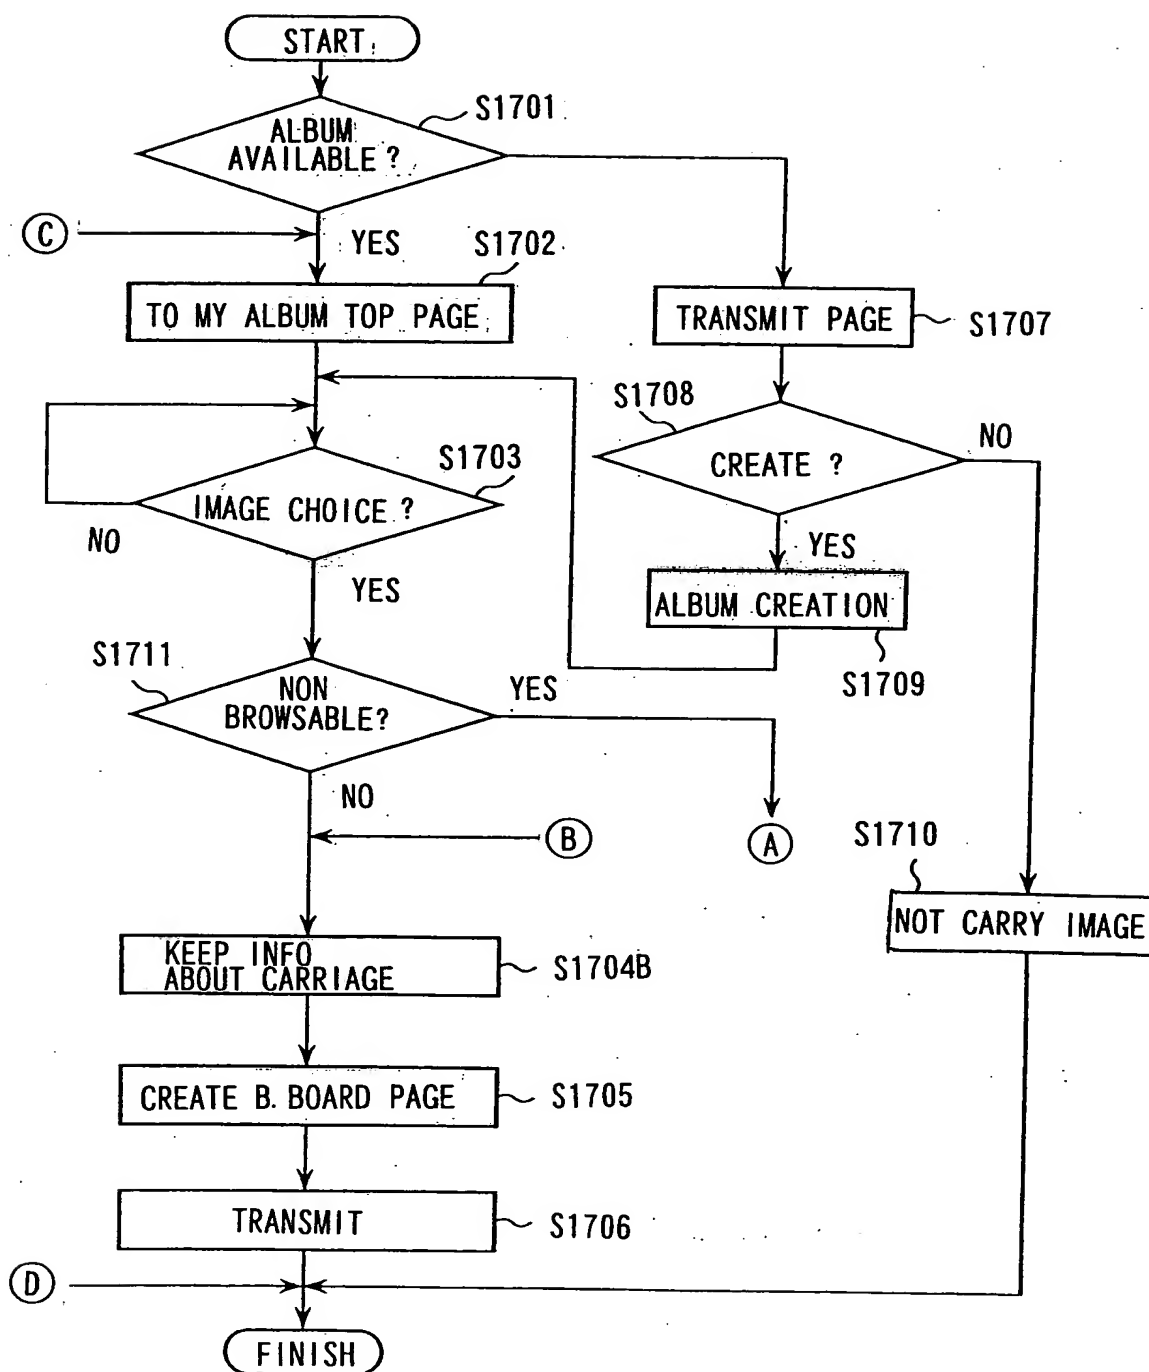 START
S1701
ALBUM
AVAILABLE ?
C
YES
S1702
TO MY ALBUM TOP PAGE
TRANSMIT PAGE
S1707
S1708
NO
CREATE ?
S1703
IMAGE CHOICE ?
NO
YES
YES
ALBUM CREATION
S1709
S1711
NON
BROWSABLE?
YES
NO
B
A
S1710
NOT CARRY IMAGE
KEEP INFO
ABOUT CARRIAGE
S1704B
CREATE B. BOARD PAGE
S1705
TRANSMIT
S1706
D
FINISH